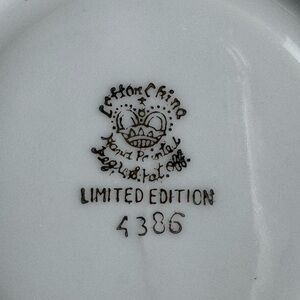 Lefton China
Hand Painted
Reg. U.S. Pat. Off.
LIMITED EDITION
4386